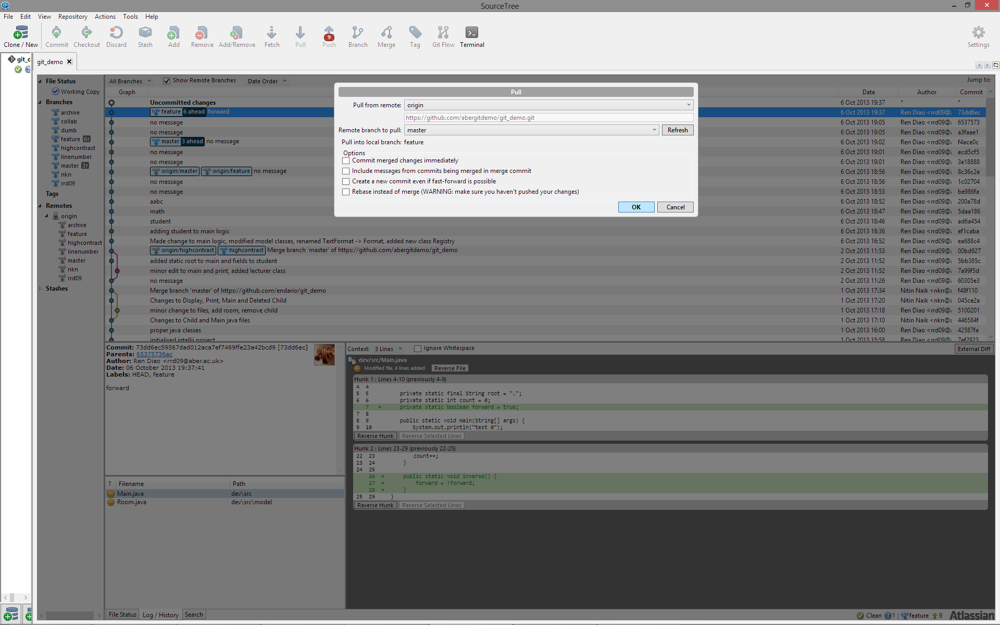 SourceTree
File Edit View Repository Actions Tools Help
Clone / New Commit Checkout Discard Stash Add Remove Add/Remove Fetch Pull Push 9 Branch Merge Tag Git Flow Terminal Settings
git_d
git_demo
File Status
Working Copy
Branches
archive
collab
dumb
feature 6↑
highcontrast
linenumber
master 3↑
nkn
rrd09
Tags
Remotes
origin
archive
feature
highcontrast
linenumber
master
nkn
rrd09
Stashes
All Branches Show Remote Branches Date Order Jump to:
Graph Date Author Commit
Uncommitted changes 6 Oct 2013 19:37 * *
feature 6 ahead forward 6 Oct 2013 19:37 Ren Diao <rrd09@ 73dd6ec
no message 6 Oct 2013 19:05 Ren Diao <rrd09@ 6537573
no message 6 Oct 2013 19:05 Ren Diao <rrd09@ a3faae1
master 3 ahead no message 6 Oct 2013 19:02 Ren Diao <rrd09@ f4ace0c
no message 6 Oct 2013 19:01 Ren Diao <rrd09@ ecd5cf5
no message 6 Oct 2013 19:01 Ren Diao <rrd09@ 3e18888
origin/master origin/feature no message 6 Oct 2013 18:56 Ren Diao <rrd09@ 8c36c2e
no message 6 Oct 2013 18:56 Ren Diao <rrd09@ 1c02704
no message 6 Oct 2013 18:53 Ren Diao <rrd09@ be986fa
aabc 6 Oct 2013 18:52 Ren Diao <rrd09@ 200a78d
math 6 Oct 2013 18:47 Ren Diao <rrd09@ 5daa186
student 6 Oct 2013 18:46 Ren Diao <rrd09@ ad6a454
adding student to main logic 6 Oct 2013 18:36 Ren Diao <rrd09@ ef1caba
Made change to main logic, modified model classes, renamed TextFormat -> Format, added new class Registry 6 Oct 2013 16:52 Ren Diao <rrd09@ ea688c4
origin/highcontrast highcontrast Merge branch 'master' of https://github.com/abergitdemo/git_demo 2 Oct 2013 11:53 Ren Diao <rrd09@ 00bd927
added static root to main and fields to student 2 Oct 2013 11:52 Ren Diao <rrd09@ 5bb385c
minor edit to main and print, added lecturer class 2 Oct 2013 11:52 Ren Diao <rrd09@ 7a99f5d
no message 2 Oct 2013 11:26 Ren Diao <rrd09@ 60305e3
Merge branch 'master' of https://github.com/endario/git_demo 1 Oct 2013 17:34 Nitin Naik <nkn@a f48f110
Changes to Display, Print, Main and Deleted Child 1 Oct 2013 17:20 Nitin Naik <nkn@a 045ce2a
minor change to files, add room, remove child 1 Oct 2013 17:18 Ren Diao <rrd09@ 5100201
Changes to Child and Main java files 1 Oct 2013 17:10 Nitin Naik <nkn@a 446584f
proper java classes 1 Oct 2013 16:00 Ren Diao <rrd09@ 42587fa
initialised intellij project 1 Oct 2013 15:58 Ren Diao <rrd09@ 7ef2923
Pull
Pull from remote: origin
https://github.com/abergitdemo/git_demo.git
Remote branch to pull: master Refresh
Pull into local branch: feature
Options
Commit merged changes immediately
Include messages from commits being merged in merge commit
Create a new commit even if fast-forward is possible
Rebase instead of merge (WARNING: make sure you haven't pushed your changes)
OK Cancel
Commit: 73dd6ec59567dad012aca7ef7469ffe23a42bcd9 [73dd6ec]
Parents: 65375736ac
Author: Ren Diao <rrd09@aber.ac.uk>
Date: 06 October 2013 19:37:41
Labels: HEAD, feature
forward
? Filename Path
Main.java dev\src
Room.java dev\src\model
Context: 3 Lines Ignore Whitespace External Diff
dev/src/Main.java
Modified file, 4 lines added Reverse File
Hunk 1 : Lines 4-10 (previously 4-9)
4 4
5 5 private static final String root = ".";
6 6 private static int count = 0;
7 + private static boolean forward = true;
7 8
8 9 public static void main(String[] args) {
9 10 System.out.println("test 0");
Reverse Hunk Reverse Selected Lines
Hunk 2 : Lines 23-29 (previously 22-25)
22 23 count++;
23 24 }
24 25
26 + public static void inverse() {
27 + forward = !forward;
28 + }
25 29 }
Reverse Hunk Reverse Selected Lines
File Status Log / History Search
Clean 1 feature 9 Atlassian